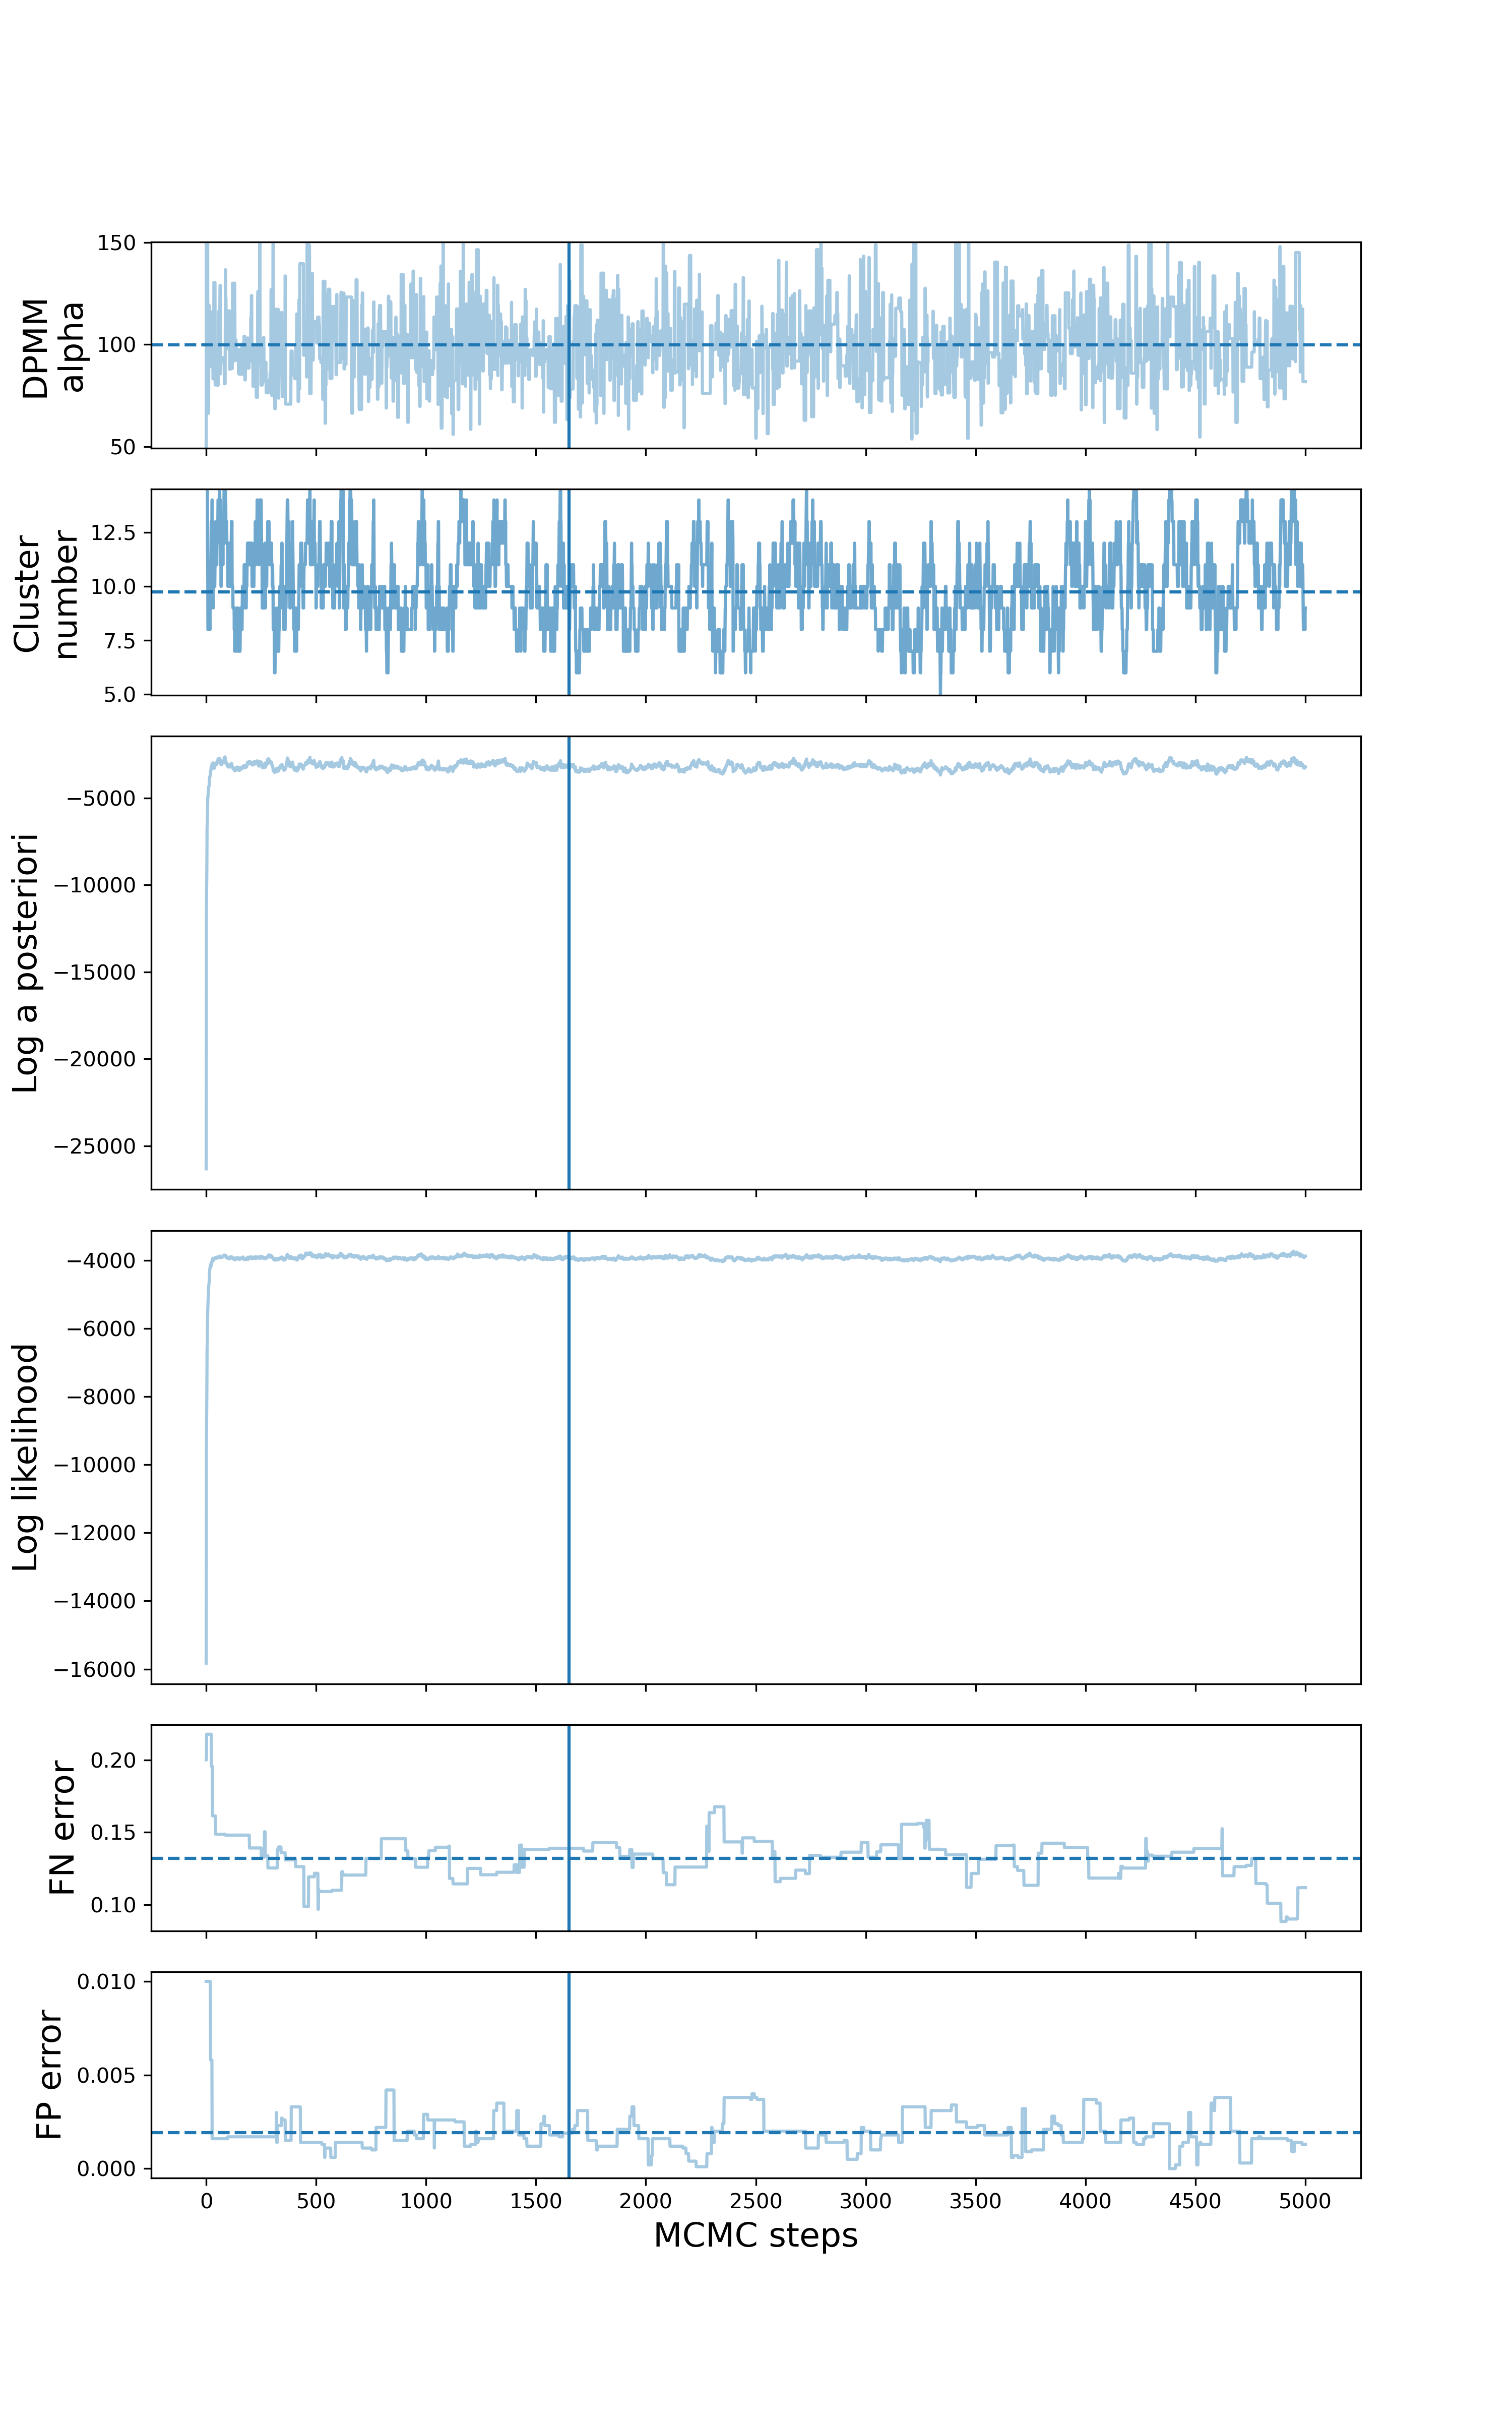 DPMM
alpha
150
100
50
Cluster
number
12.5
10.0
7.5
5.0
Log a posteriori
−5000
−10000
−15000
−20000
−25000
Log likelihood
−4000
−6000
−8000
−10000
−12000
−14000
−16000
FN error
0.20
0.15
0.10
FP error
0.010
0.005
0.000
0 500 1000 1500 2000 2500 3000 3500 4000 4500 5000
MCMC steps